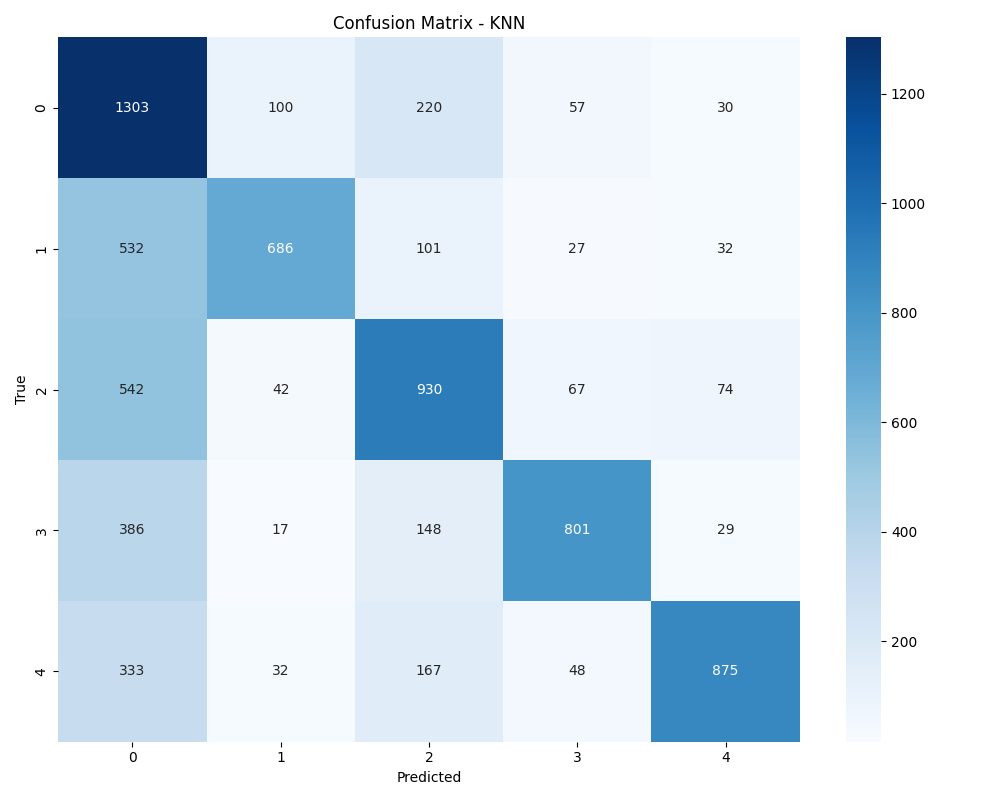 Confusion Matrix - KNN
True
0 1303 100 220 57 30
1 532 686 101 27 32
2 542 42 930 67 74
3 386 17 148 801 29
4 333 32 167 48 875
0 1 2 3 4
Predicted
1200
1000
800
600
400
200